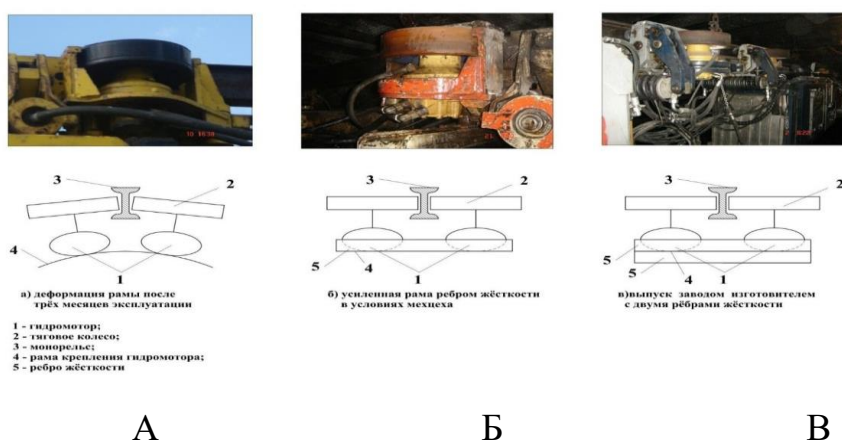 3
2
4
1
а) деформация рамы после
трёх месяцев эксплуатации
1 - гидромотор;
2 - тяговое колесо;
3 - монорельс;
4 - рама крепления гидромотора;
5 - ребро жёсткости
3
2
5
4
1
б) усиленная рама ребром жёсткости
в условиях мехцеха
3
2
5
5
4
1
в)выпуск заводом изготовителем
с двумя рёбрами жёсткости
А
Б
В